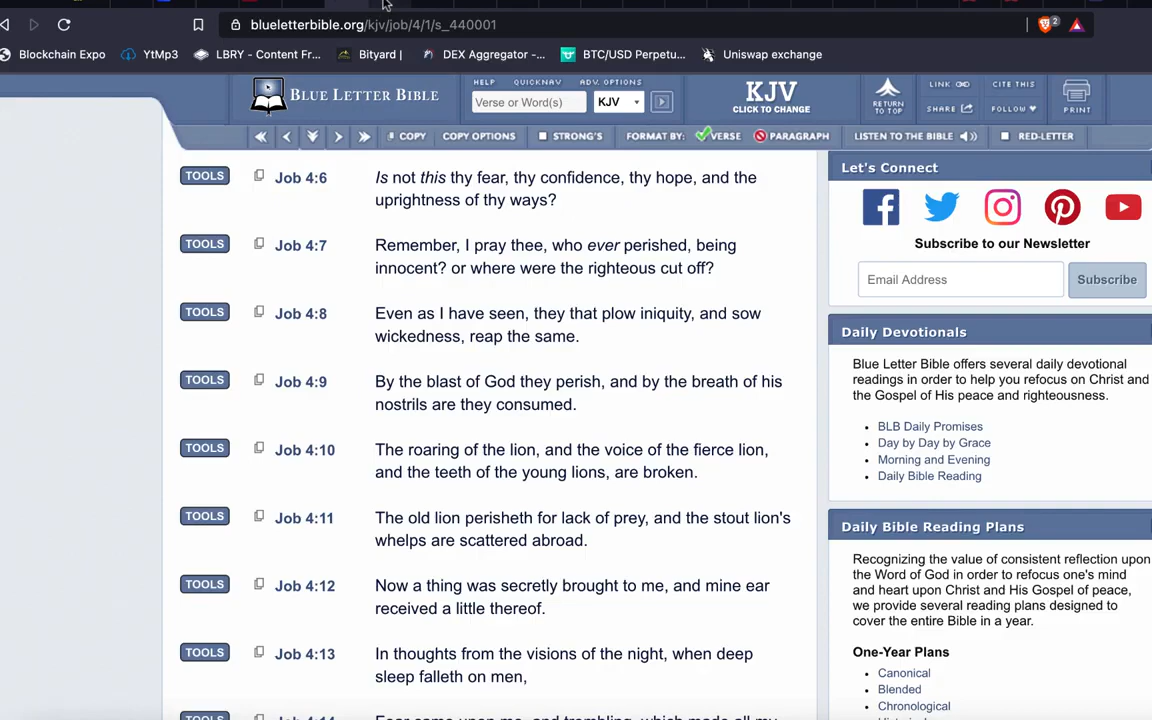 blueletterbible.org/kjv/job/4/1/s_440001
2
Blockchain Expo
YtMp3
LBRY - Content Fr...
Bityard |
DEX Aggregator -...
BTC/USD Perpetu...
Uniswap exchange
BLUE LETTER BIBLE
HELP QUICKNAV ADV. OPTIONS
Verse or Word(s)
KJV
KJV
CLICK TO CHANGE
RETURN
TO TOP
LINK
CITE THIS
SHARE
FOLLOW
PRINT
COPY
COPY OPTIONS
STRONG'S
FORMAT BY:
VERSE
PARAGRAPH
LISTEN TO THE BIBLE
RED-LETTER
TOOLS Job 4:6 Is not this thy fear, thy confidence, thy hope, and the
uprightness of thy ways?
TOOLS Job 4:7 Remember, I pray thee, who ever perished, being
innocent? or where were the righteous cut off?
TOOLS Job 4:8 Even as I have seen, they that plow iniquity, and sow
wickedness, reap the same.
TOOLS Job 4:9 By the blast of God they perish, and by the breath of his
nostrils are they consumed.
TOOLS Job 4:10 The roaring of the lion, and the voice of the fierce lion,
and the teeth of the young lions, are broken.
TOOLS Job 4:11 The old lion perisheth for lack of prey, and the stout lion's
whelps are scattered abroad.
TOOLS Job 4:12 Now a thing was secretly brought to me, and mine ear
received a little thereof.
TOOLS Job 4:13 In thoughts from the visions of the night, when deep
sleep falleth on men,
Let's Connect
Subscribe to our Newsletter
Email Address
Subscribe
Daily Devotionals
Blue Letter Bible offers several daily devotional
readings in order to help you refocus on Christ and
the Gospel of His peace and righteousness.
BLB Daily Promises
Day by Day by Grace
Morning and Evening
Daily Bible Reading
Daily Bible Reading Plans
Recognizing the value of consistent reflection upon
the Word of God in order to refocus one's mind
and heart upon Christ and His Gospel of peace,
we provide several reading plans designed to
cover the entire Bible in a year.
One-Year Plans
Canonical
Blended
Chronological